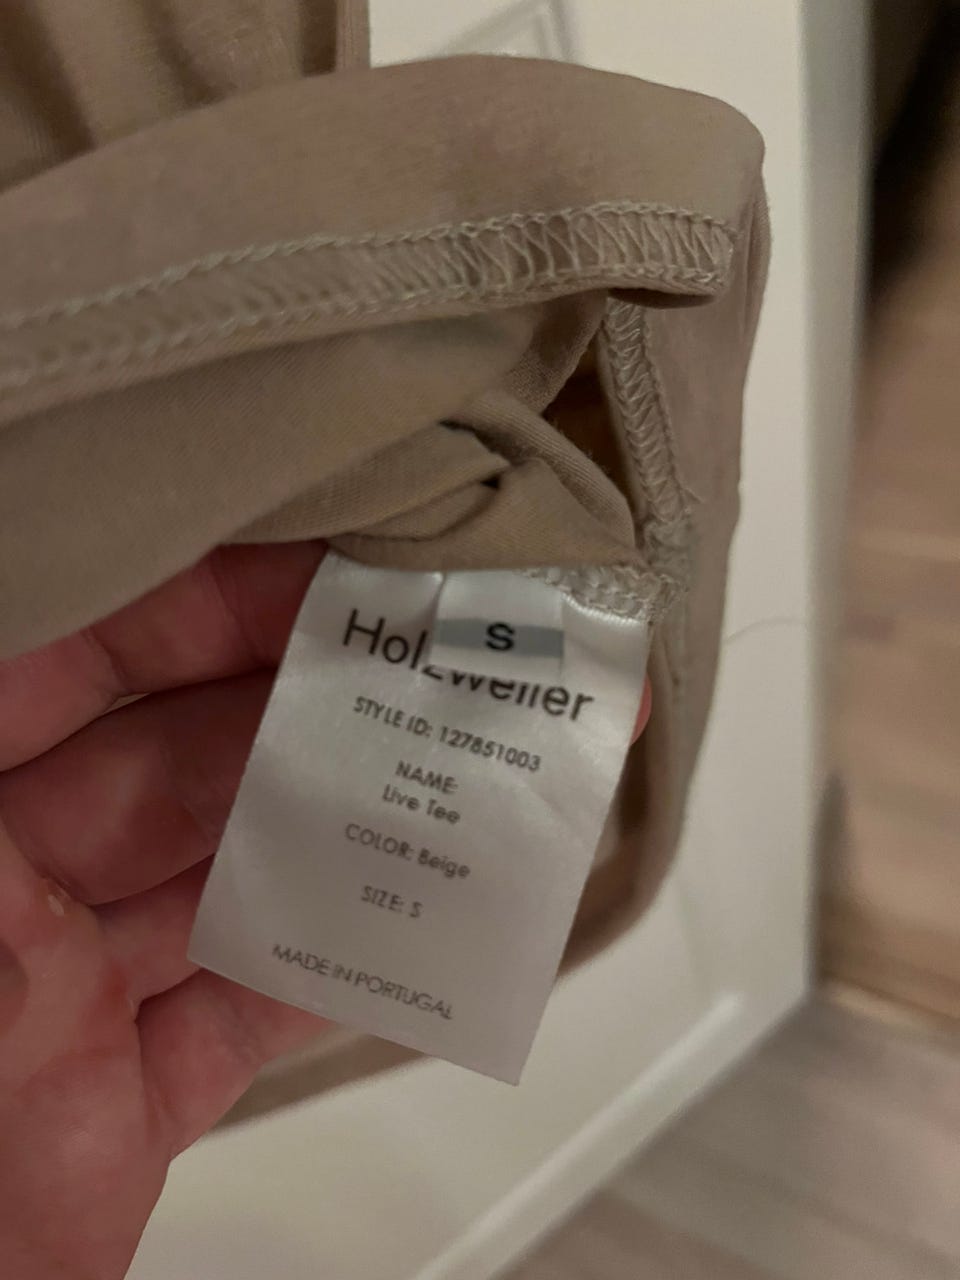 S
Holzweiler
STYLE ID: 127851003
NAME:
Live Tee
COLOR: Beige
SIZE: S
MADE IN PORTUGAL